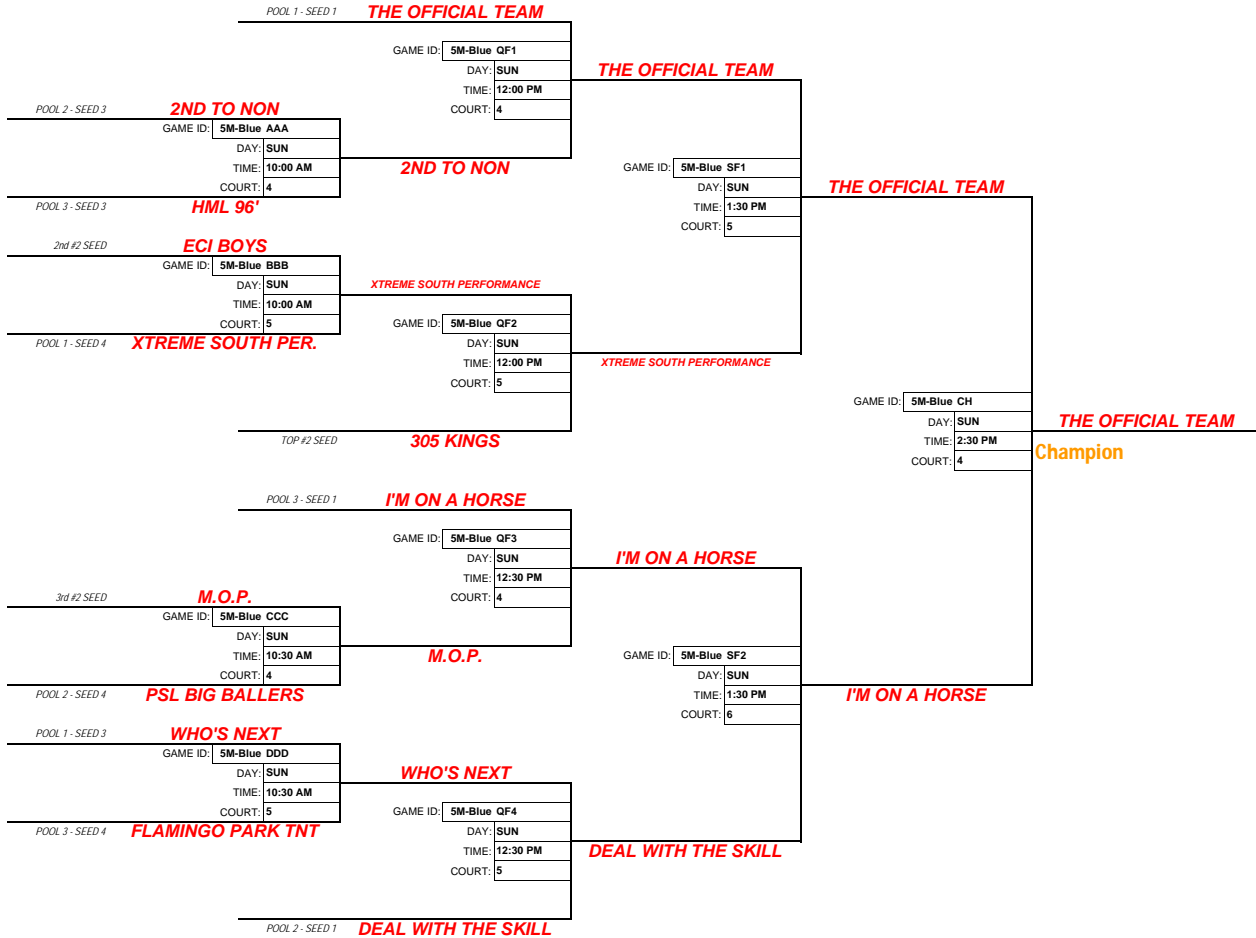 POOL 1 - SEED 1 THE OFFICIAL TEAM
GAME ID: 5M-Blue QF1
DAY: SUN
TIME: 12:00 PM
COURT: 4
THE OFFICIAL TEAM
POOL 2 - SEED 3 2ND TO NON
GAME ID: 5M-Blue AAA
DAY: SUN
TIME: 10:00 AM
COURT: 4
POOL 3 - SEED 3 HML 96'
2ND TO NON
GAME ID: 5M-Blue SF1
DAY: SUN
TIME: 1:30 PM
COURT: 5
THE OFFICIAL TEAM
2nd #2 SEED ECI BOYS
GAME ID: 5M-Blue BBB
DAY: SUN
TIME: 10:00 AM
COURT: 5
POOL 1 - SEED 4 XTREME SOUTH PER.
XTREME SOUTH PERFORMANCE
GAME ID: 5M-Blue QF2
DAY: SUN
TIME: 12:00 PM
COURT: 5
XTREME SOUTH PERFORMANCE
TOP #2 SEED 305 KINGS
GAME ID: 5M-Blue CH
DAY: SUN
TIME: 2:30 PM
COURT: 4
THE OFFICIAL TEAM
Champion
POOL 3 - SEED 1 I'M ON A HORSE
GAME ID: 5M-Blue QF3
DAY: SUN
TIME: 12:30 PM
COURT: 4
I'M ON A HORSE
3rd #2 SEED M.O.P.
GAME ID: 5M-Blue CCC
DAY: SUN
TIME: 10:30 AM
COURT: 4
POOL 2 - SEED 4 PSL BIG BALLERS
M.O.P.
GAME ID: 5M-Blue SF2
DAY: SUN
TIME: 1:30 PM
COURT: 6
I'M ON A HORSE
POOL 1 - SEED 3 WHO'S NEXT
GAME ID: 5M-Blue DDD
DAY: SUN
TIME: 10:30 AM
COURT: 5
POOL 3 - SEED 4 FLAMINGO PARK TNT
WHO'S NEXT
GAME ID: 5M-Blue QF4
DAY: SUN
TIME: 12:30 PM
COURT: 5
DEAL WITH THE SKILL
POOL 2 - SEED 1 DEAL WITH THE SKILL